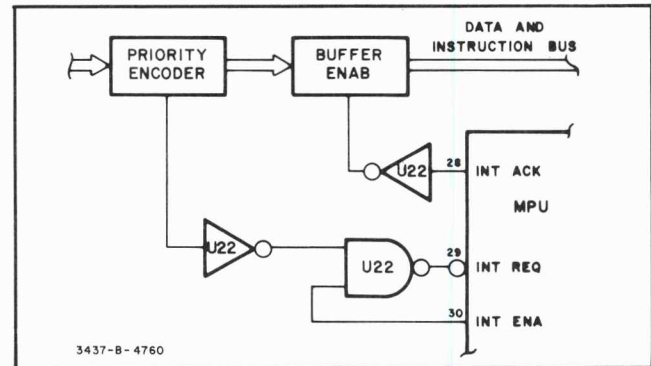 DATA AND
INSTRUCTION BUS
PRIORITY
ENCODER
BUFFER
ENAB
U22
28
INT ACK
MPU
U22
U22
29
INT REQ
30
INT ENA
3437-B-4760